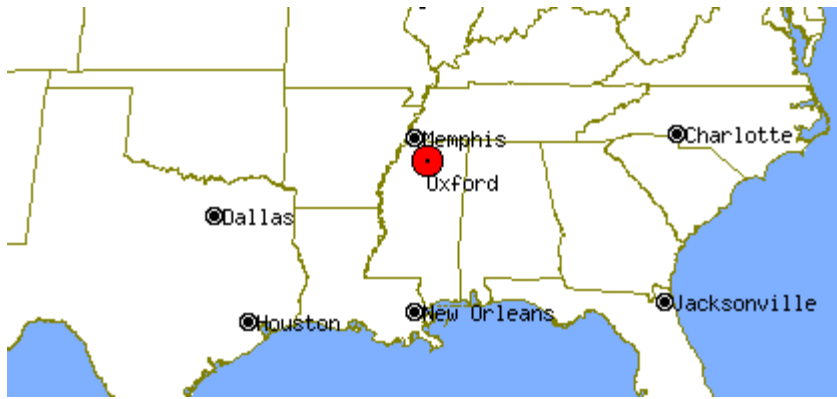 Memphis
Charlotte
Oxford
Dallas
Jacksonville
New Orleans
Houston